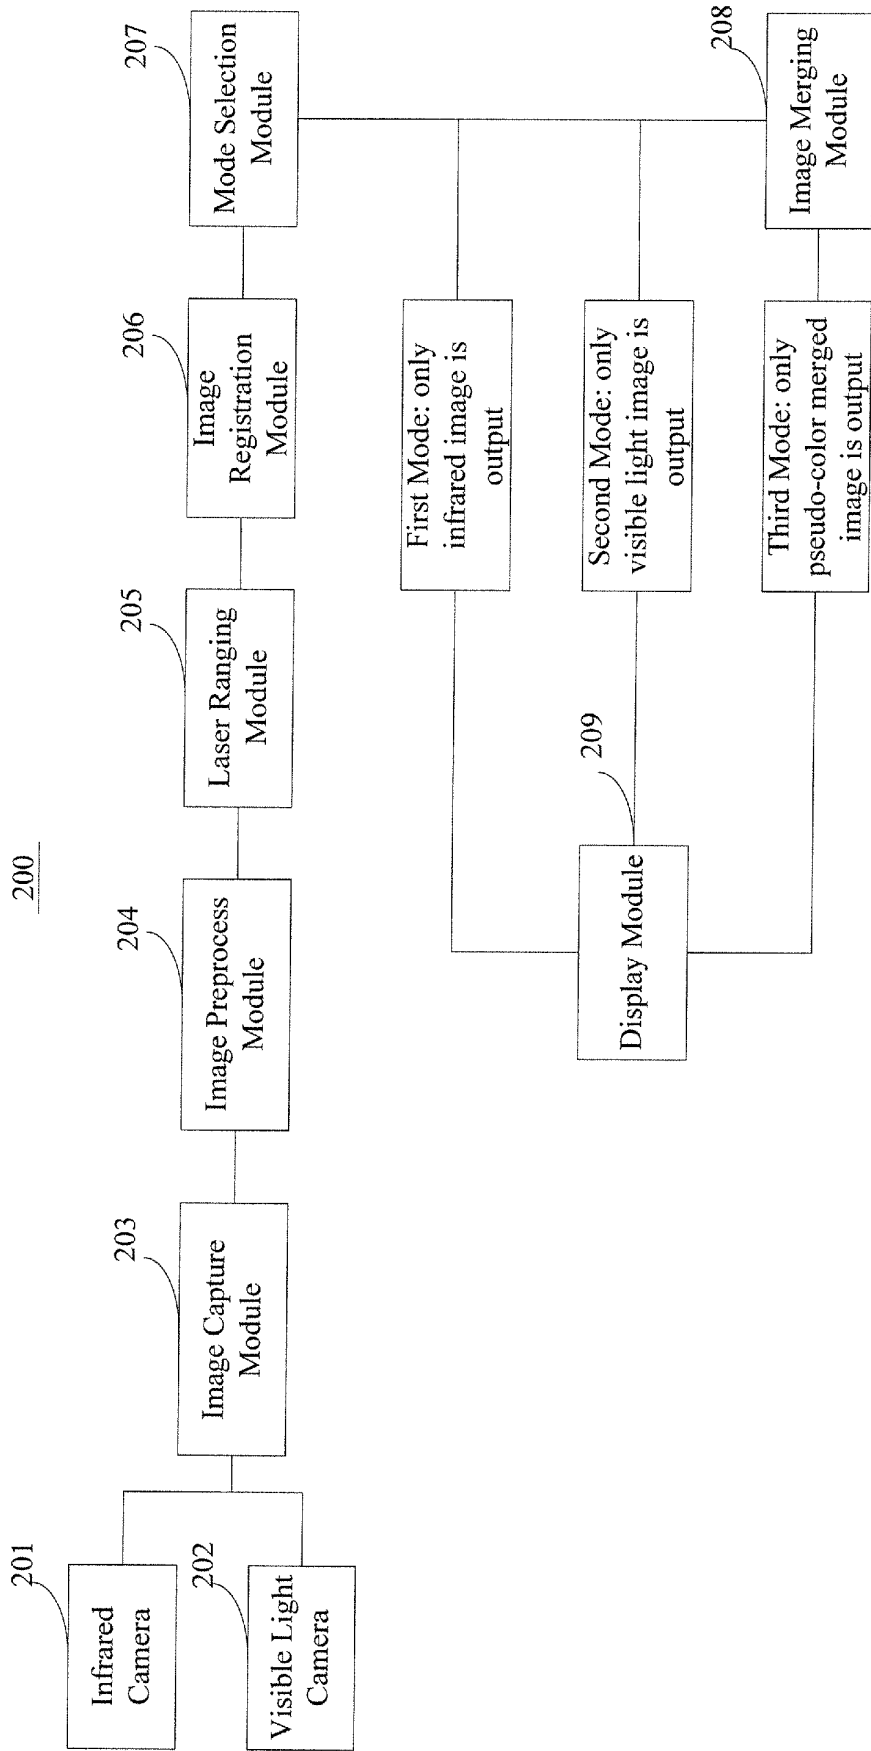 200
201
Infrared
Camera
202
Visible Light
Camera
203
Image Capture
Module
204
Image Preprocess
Module
205
Laser Ranging
Module
206
Image
Registration
Module
207
Mode Selection
Module
First Mode: only
infrared image is
output
Second Mode: only
visible light image is
output
Third Mode: only
pseudo-color merged
image is output
208
Image Merging
Module
209
Display Module